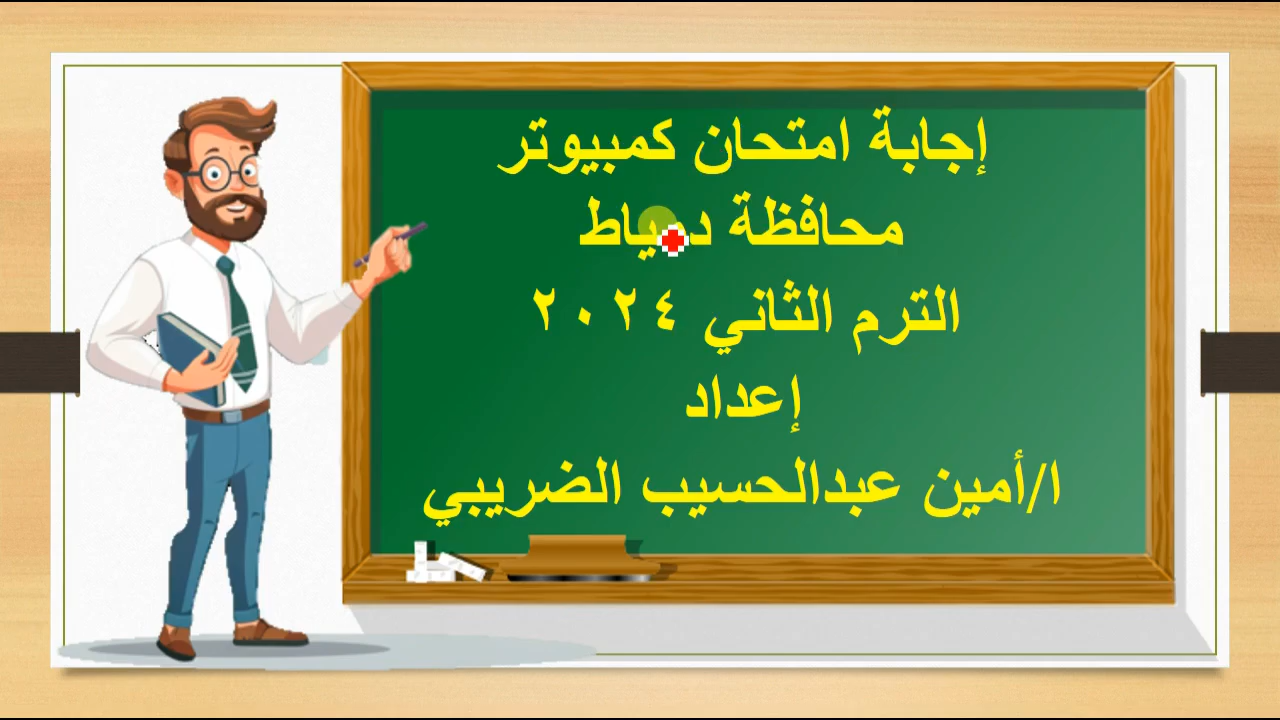 إجابة امتحان كمبيوتر
محافظة دمياط
الترم الثاني ٢٠٢٤
إعداد
ا/أمين عبدالحسيب الضريبي